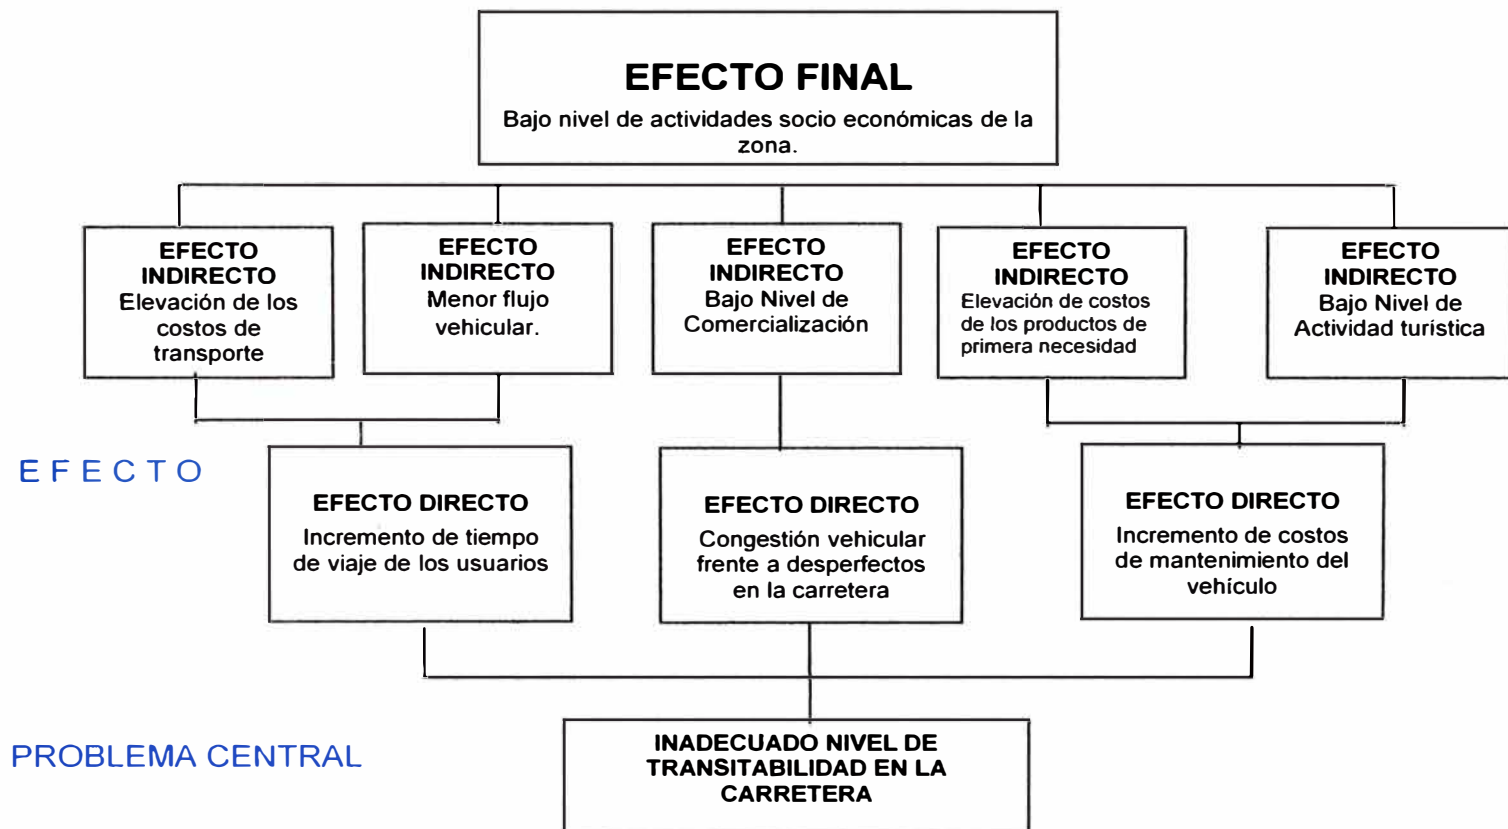 EFECTO FINAL
Bajo nivel de actividades socio económicas de la
zona.
EFECTO
INDIRECTO
Elevación de los
costos de
transporte
EFECTO
INDIRECTO
Menor flujo
vehicular.
EFECTO
INDIRECTO
Bajo Nivel de
Comercialización
EFECTO
INDIRECTO
Elevación de costos
de los productos de
primera necesidad
EFECTO
INDIRECTO
Bajo Nivel de
Actividad turística
E F E C T O
EFECTO DIRECTO
Incremento de tiempo
de viaje de los usuarios
EFECTO DIRECTO
Congestión vehicular
frente a desperfectos
en la carretera
EFECTO DIRECTO
Incremento de costos
de mantenimiento del
vehículo
PROBLEMA CENTRAL
INADECUADO NIVEL DE
TRANSITABILIDAD EN LA
CARRETERA